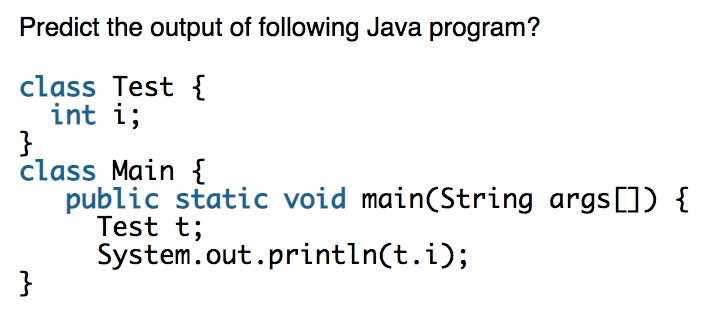 Predict the output of following Java program?
class Test {
int i;
}
class Main {
public static void main(String args[]) {
Test t;
System.out.println(t.i);
}